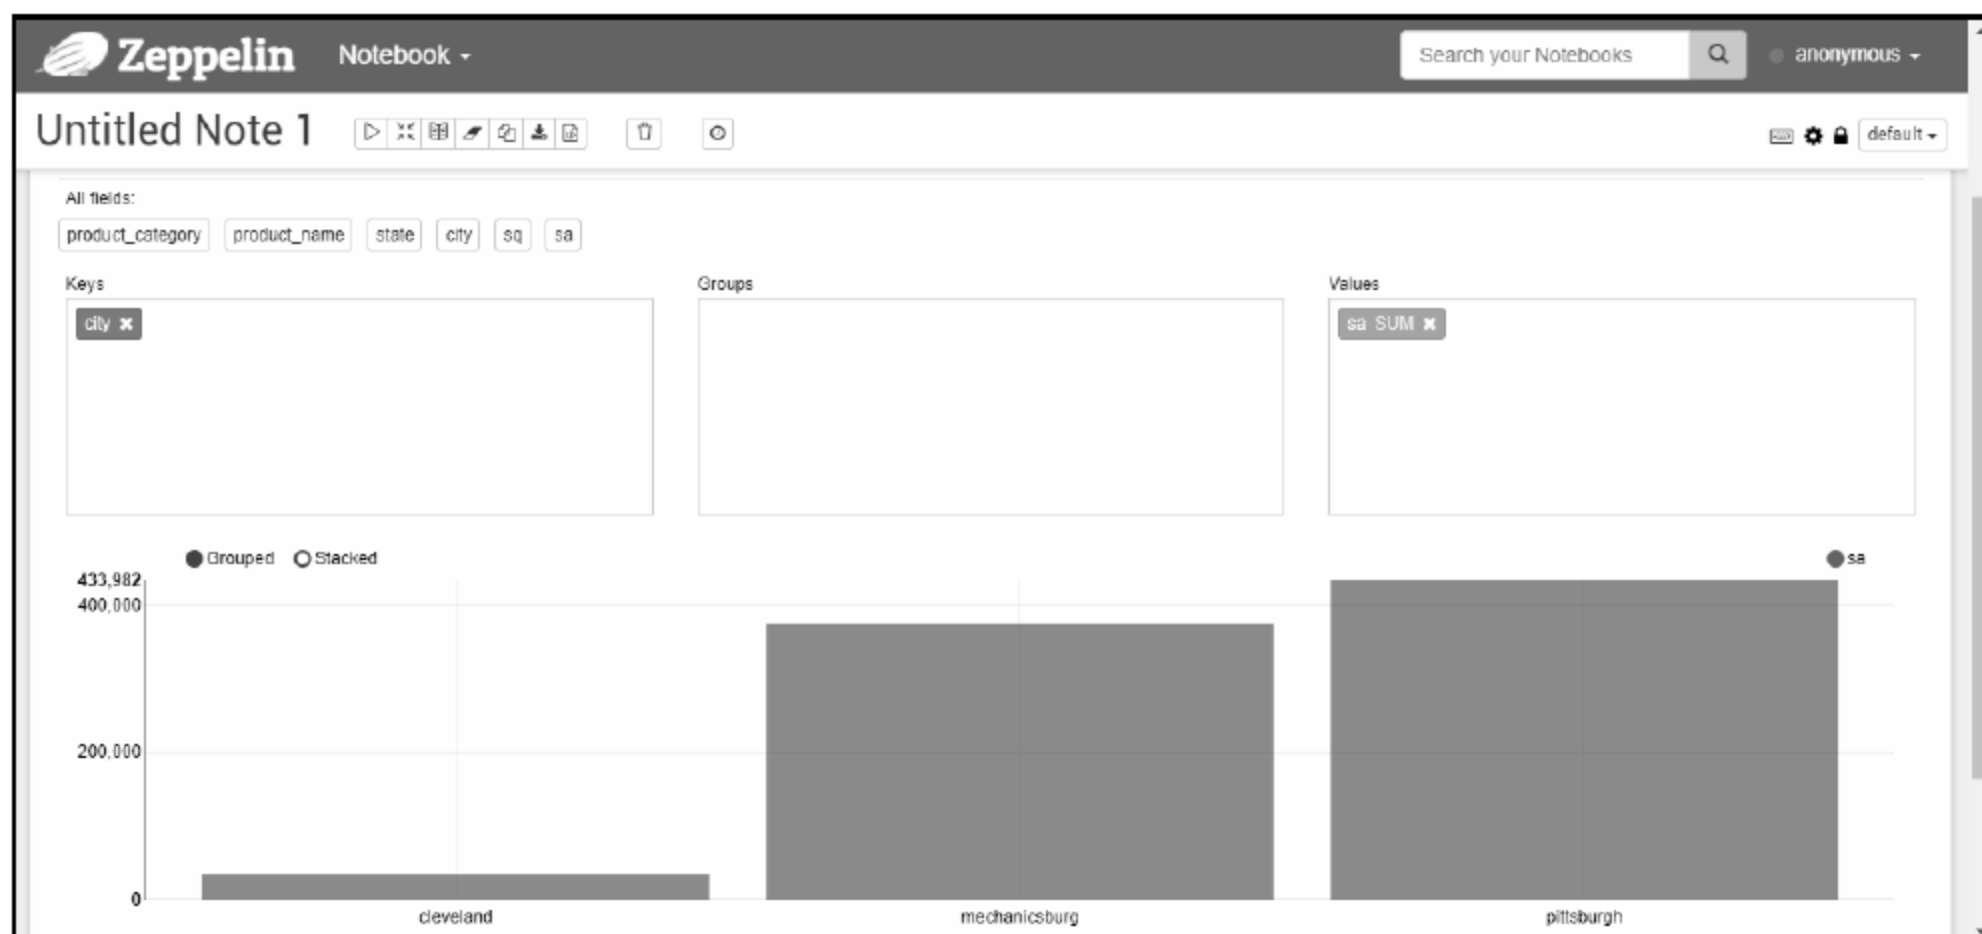 Zeppelin Notebook Search your Notebooks anonymous
Untitled Note 1 default
All fields:
product_category product_name state city sq sa
Keys Groups Values
city sa SUM
Grouped Stacked sa
433,982
400,000
200,000
0
cleveland mechanicsburg pittsburgh